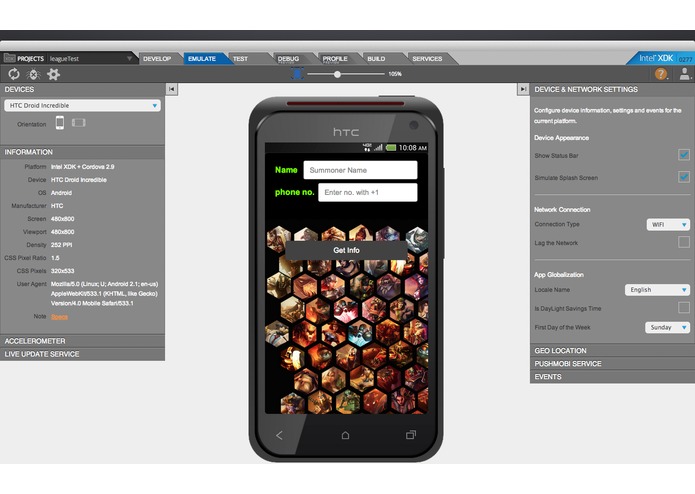 PROJECTS leagueTest
DEVELOP
EMULATE
TEST
DEBUG
PROFILE
BUILD
SERVICES
Intel XDK 0277
105%
DEVICES
HTC Droid Incredible
Orientation
INFORMATION
Platform Intel XDK + Cordova 2.9
Device HTC Droid Incredible
OS Android
Manufacturer HTC
Screen 480x800
Viewport 480x800
Density 252 PPI
CSS Pixel Ratio 1.5
CSS Pixels 320x533
User Agent Mozilla/5.0 (Linux; U; Android 2.1; en-us)
AppleWebKit/533.1 (KHTML, like Gecko)
Version/4.0 Mobile Safari/533.1
Note Specs
ACCELEROMETER
LIVE UPDATE SERVICE
hTC
10:08 AM
Name Summoner Name
phone no. Enter no. with +1
Get Info
DEVICE & NETWORK SETTINGS
Configure device information, settings and events for the
current platform.
Device Appearance
Show Status Bar
Simulate Splash Screen
Network Connection
Connection Type WIFI
Lag the Network
App Globalization
Locale Name English
Is DayLight Savings Time
First Day of the Week Sunday
GEO LOCATION
PUSHMOBI SERVICE
EVENTS